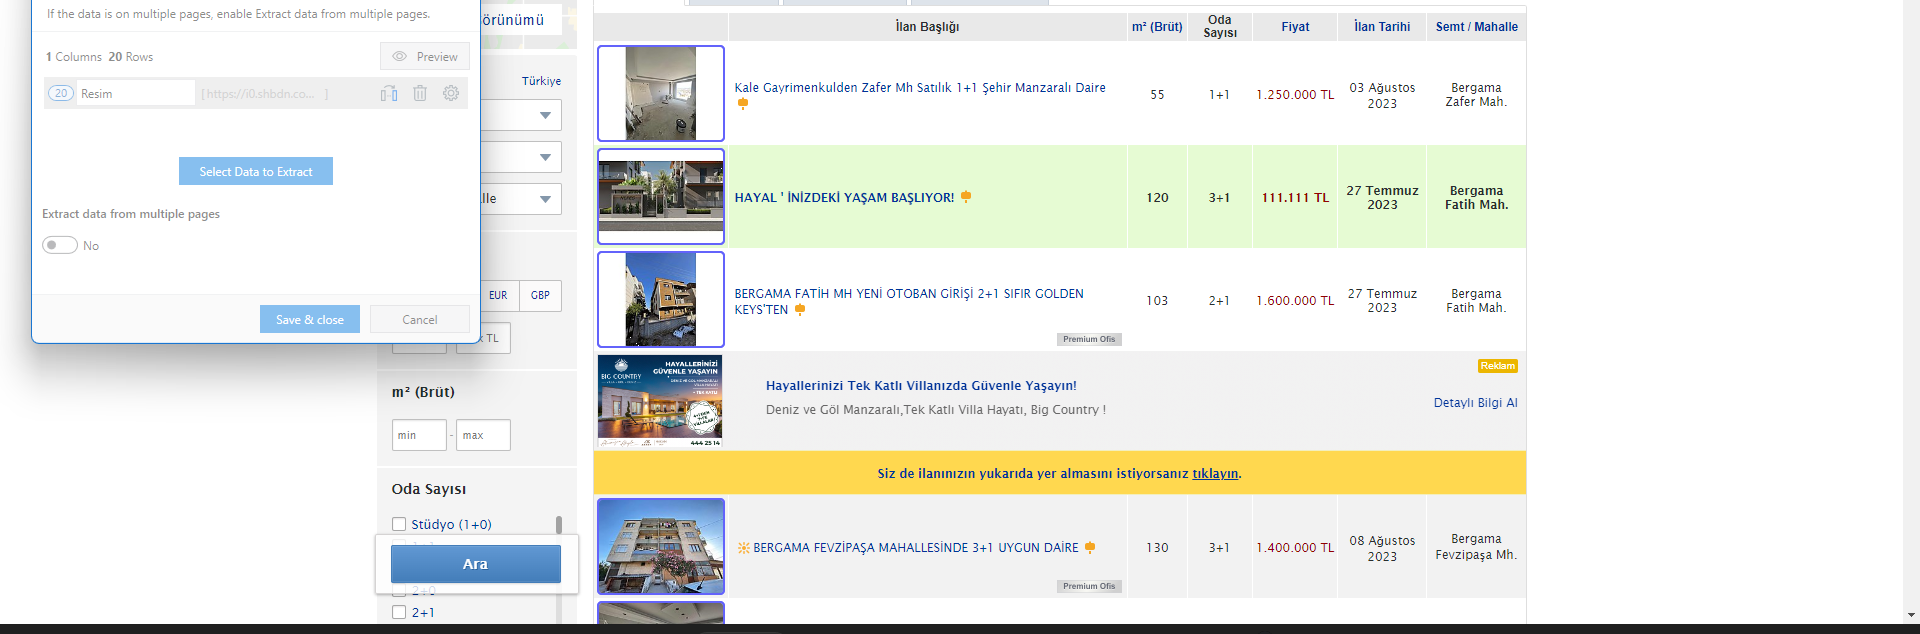 If the data is on multiple pages, enable Extract data from multiple pages.
1 Columns 20 Rows
Preview
20
Resim
[ https://i0.shbdn.co... ]
Select Data to Extract
Extract data from multiple pages
No
Save & close
Cancel
örünümü
Türkiye
lle
EUR
GBP
TL
m² (Brüt)
min
-
max
Oda Sayısı
Stüdyo (1+0)
Ara
2+0
2+1
İlan Başlığı
m² (Brüt)
Oda
Sayısı
Fiyat
İlan Tarihi
Semt / Mahalle
Kale Gayrimenkulden Zafer Mh Satılık 1+1 Şehir Manzaralı Daire
55
1+1
1.250.000 TL
03 Ağustos
2023
Bergama
Zafer Mah.
HAYAL ' İNİZDEKİ YAŞAM BAŞLIYOR!
120
3+1
111.111 TL
27 Temmuz
2023
Bergama
Fatih Mah.
BERGAMA FATİH MH YENİ OTOBAN GİRİŞİ 2+1 SIFIR GOLDEN
KEYS'TEN
Premium Ofis
103
2+1
1.600.000 TL
27 Temmuz
2023
Bergama
Fatih Mah.
BIG COUNTRY
HAYALLERİNİZİ
GÜVENLE YAŞAYIN
444 25 14
Hayallerinizi Tek Katlı Villanızda Güvenle Yaşayın!
Deniz ve Göl Manzaralı,Tek Katlı Villa Hayatı, Big Country !
Reklam
Detaylı Bilgi Al
Siz de ilanınızın yukarıda yer almasını istiyorsanız tıklayın.
BERGAMA FEVZİPAŞA MAHALLESİNDE 3+1 UYGUN DAİRE
Premium Ofis
130
3+1
1.400.000 TL
08 Ağustos
2023
Bergama
Fevzipaşa Mh.